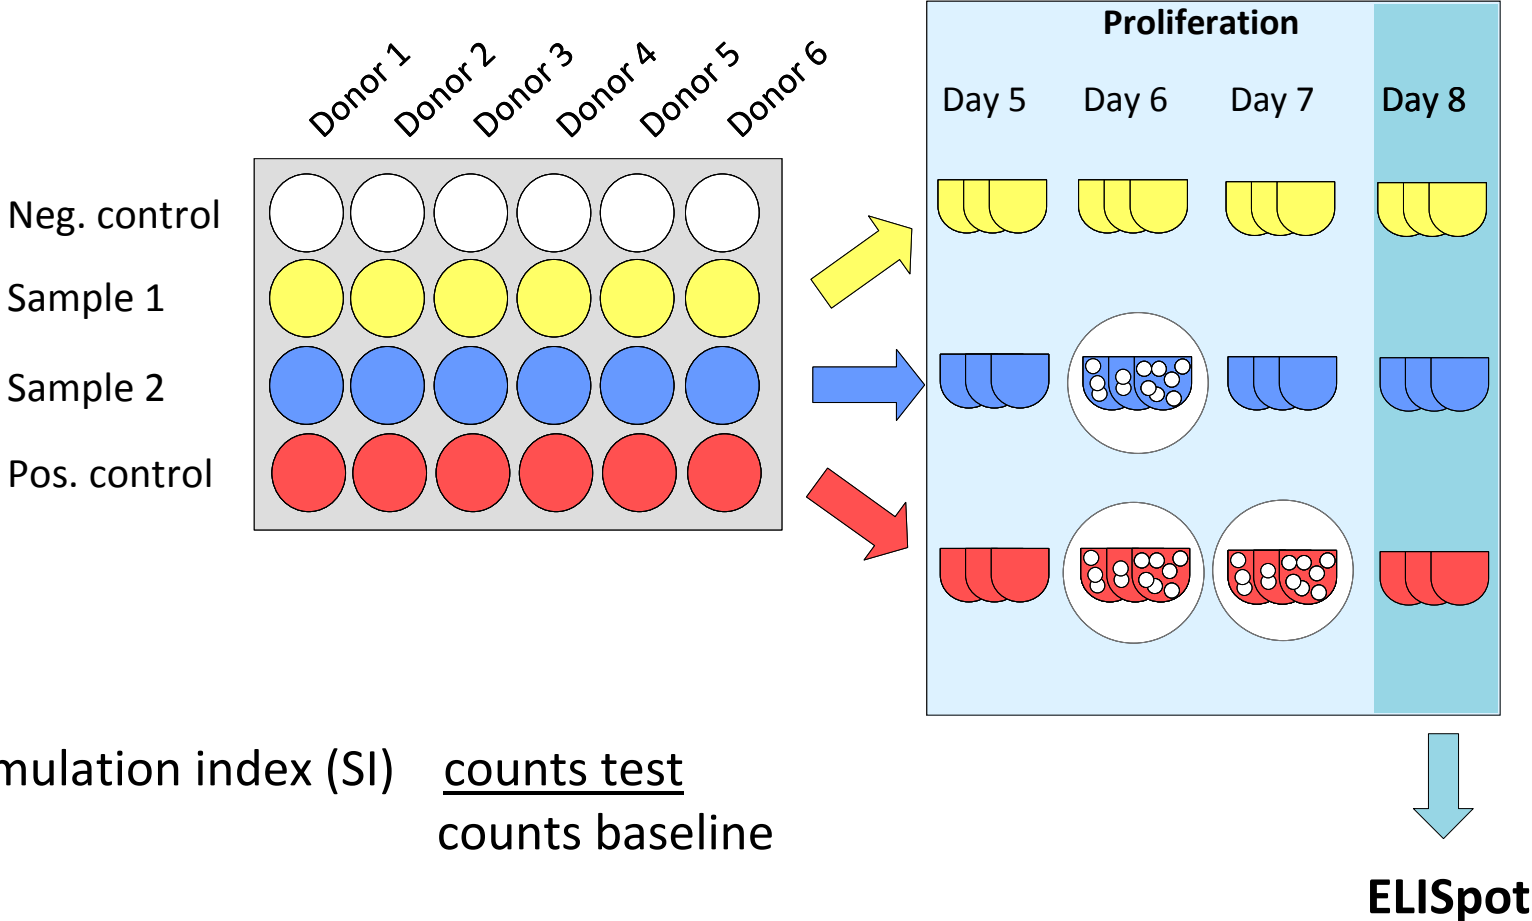 Donor 1
Donor 2
Donor 3
Donor 4
Donor 5
Donor 6
Neg. control
Sample 1
Sample 2
Pos. control
Proliferation
Day 5 Day 6 Day 7 Day 8
mulation index (SI) counts test
counts baseline
ELISpot